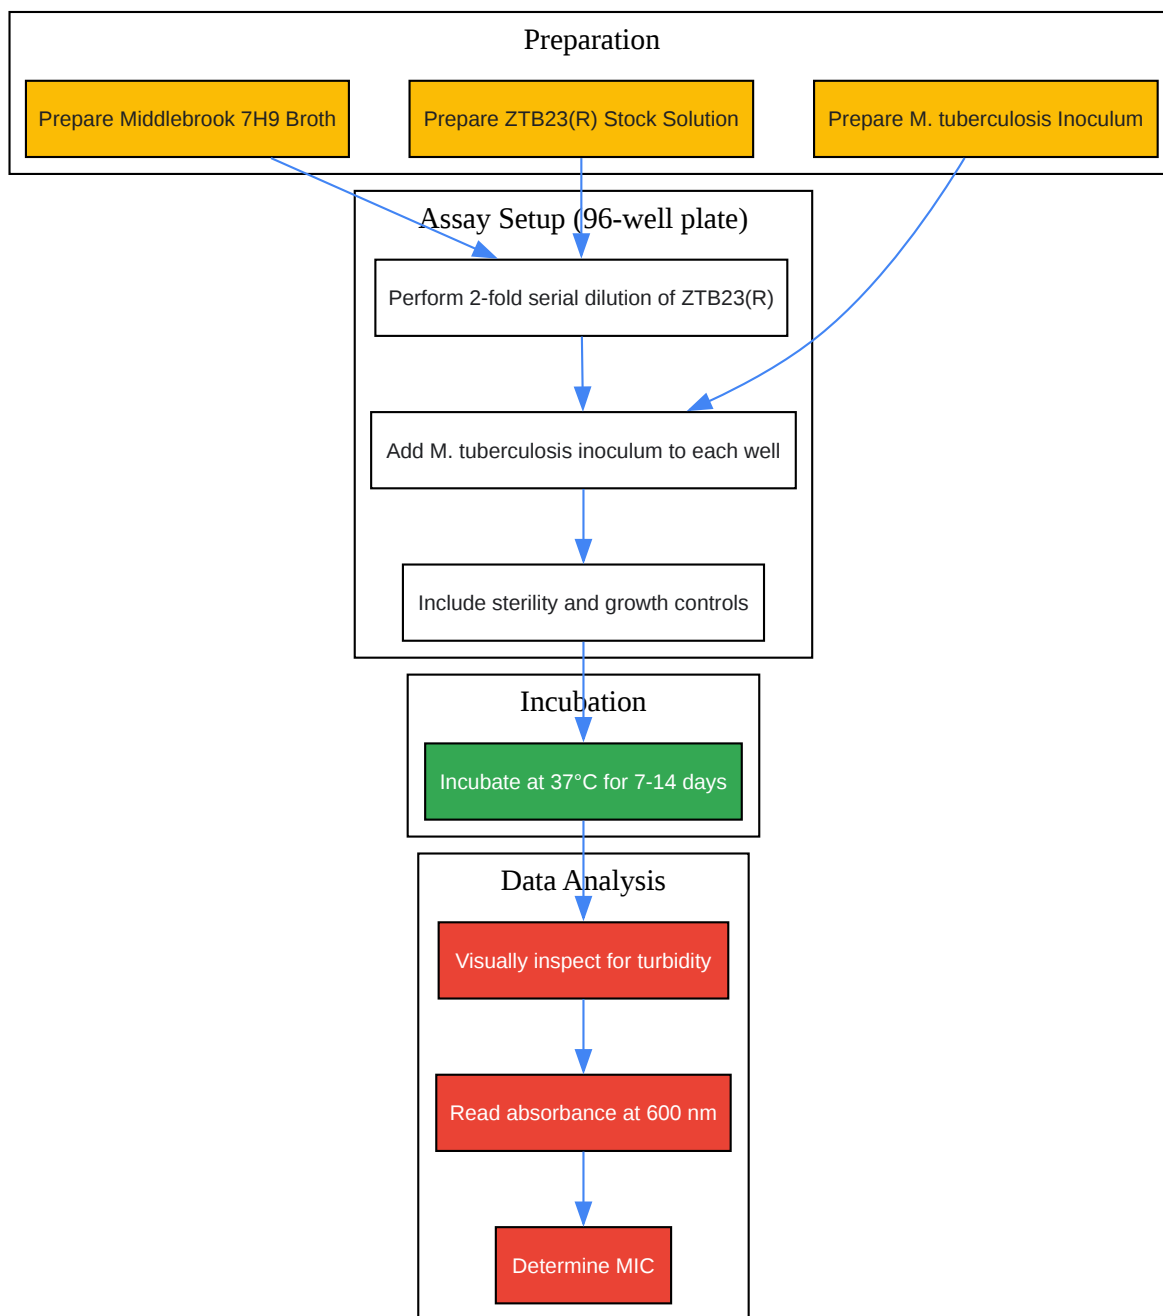 Preparation
Prepare Middlebrook 7H9 Broth
Prepare ZTB23(R) Stock Solution
Prepare M. tuberculosis Inoculum
Assay Setup (96-well plate)
Perform 2-fold serial dilution of ZTB23(R)
Add M. tuberculosis inoculum to each well
Include sterility and growth controls
Incubation
Incubate at 37°C for 7-14 days
Data Analysis
Visually inspect for turbidity
Read absorbance at 600 nm
Determine MIC